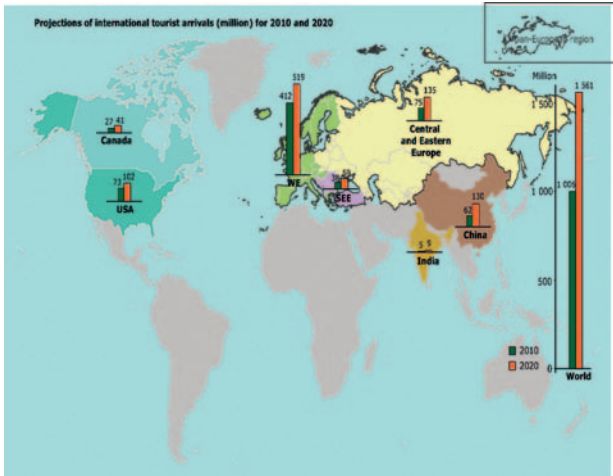 Projections of international tourist arrivals (million) for 2010 and 2020
Pan-European region
Million
1 561
1 500
1 006
1 000
500
0
World
27 41
Canada
73 102
USA
412 519
WE
SEE
75 135
Central
and Eastern
Europe
62 130
China
5 9
India
2010
2020